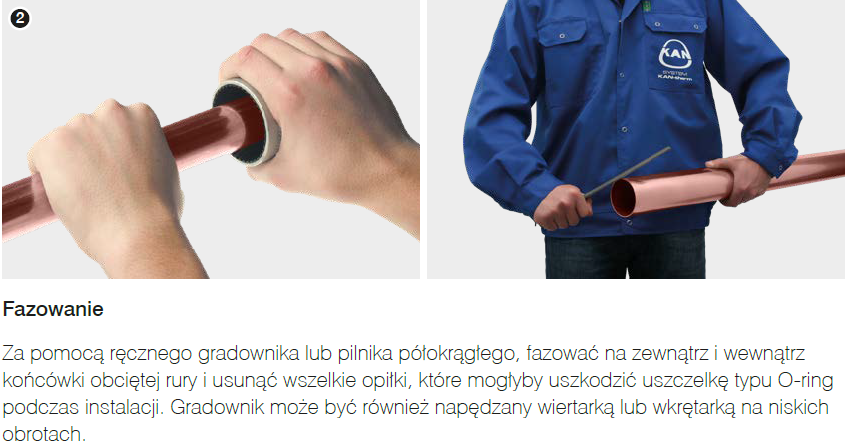 2
KAN
SYSTEM
KAN-therm
Fazowanie
Za pomocą ręcznego gradownika lub pilnika półokrągłego, fazować na zewnątrz i wewnątrz
końcówki obciętej rury i usunąć wszelkie opiłki, które mogłyby uszkodzić uszczelkę typu O-ring
podczas instalacji. Gradownik może być również napędzany wiertarką lub wkrętarką na niskich
obrotach.